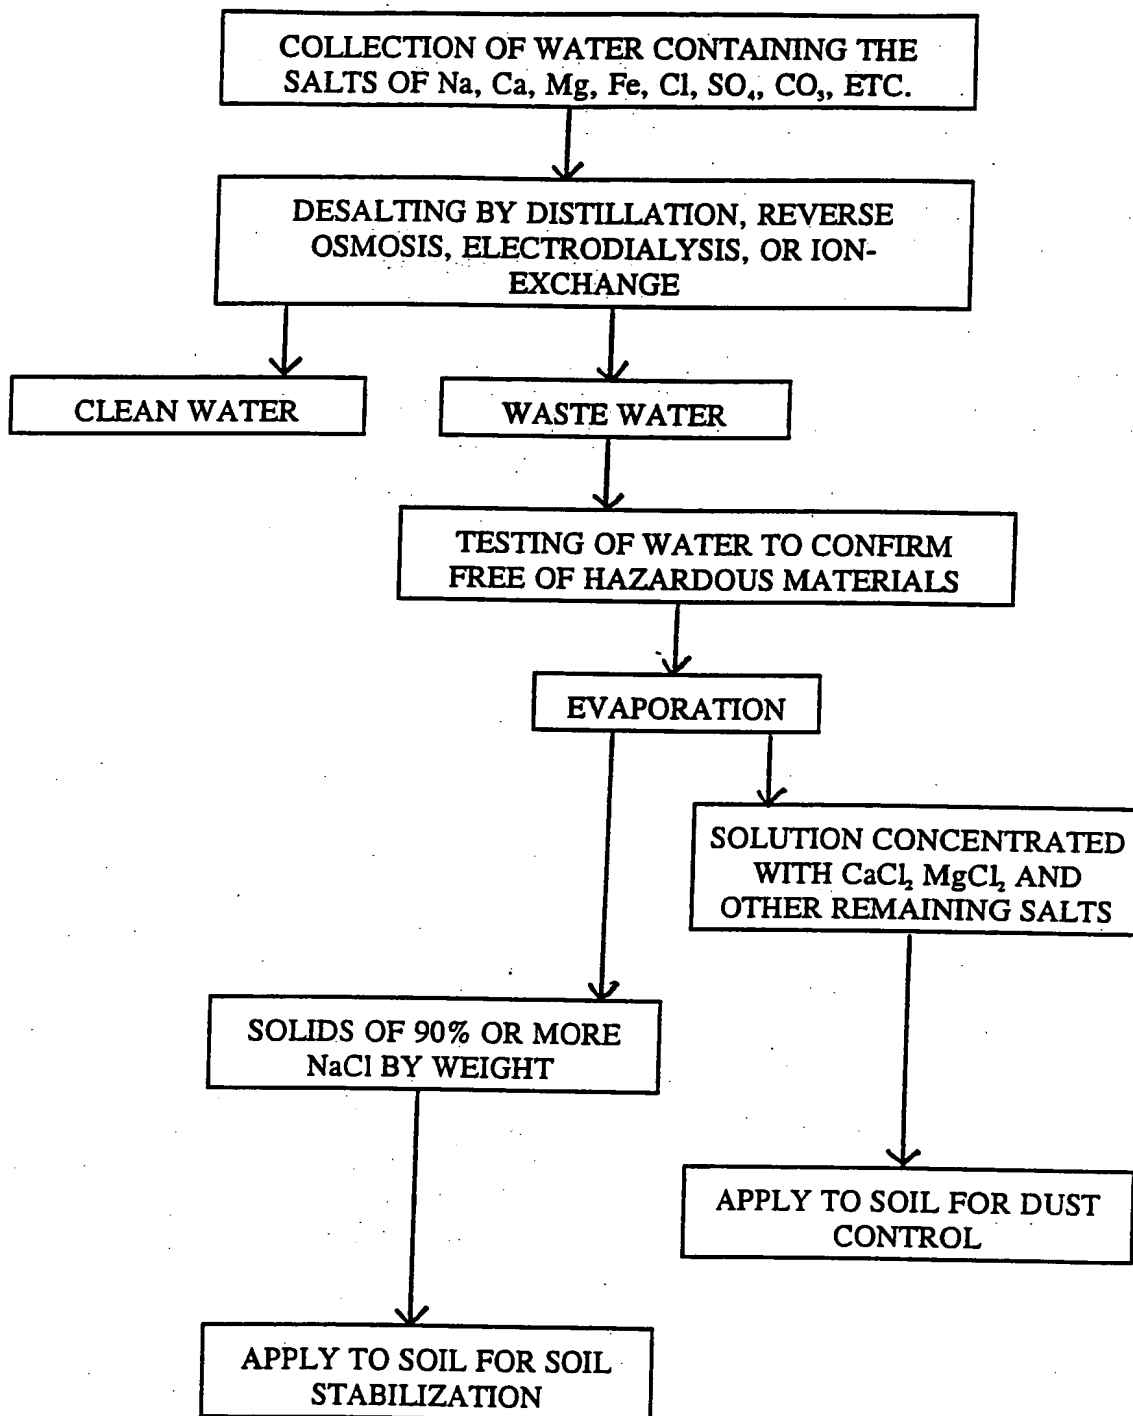 COLLECTION OF WATER CONTAINING THE
SALTS OF Na, Ca, Mg, Fe, Cl, SO₄, CO₃, ETC.
DESALTING BY DISTILLATION, REVERSE
OSMOSIS, ELECTRODIALYSIS, OR ION-
EXCHANGE
CLEAN WATER
WASTE WATER
TESTING OF WATER TO CONFIRM
FREE OF HAZARDOUS MATERIALS
EVAPORATION
SOLUTION CONCENTRATED
WITH CaCl₂ MgCl₂ AND
OTHER REMAINING SALTS
SOLIDS OF 90% OR MORE
NaCl BY WEIGHT
APPLY TO SOIL FOR DUST
CONTROL
APPLY TO SOIL FOR SOIL
STABILIZATION